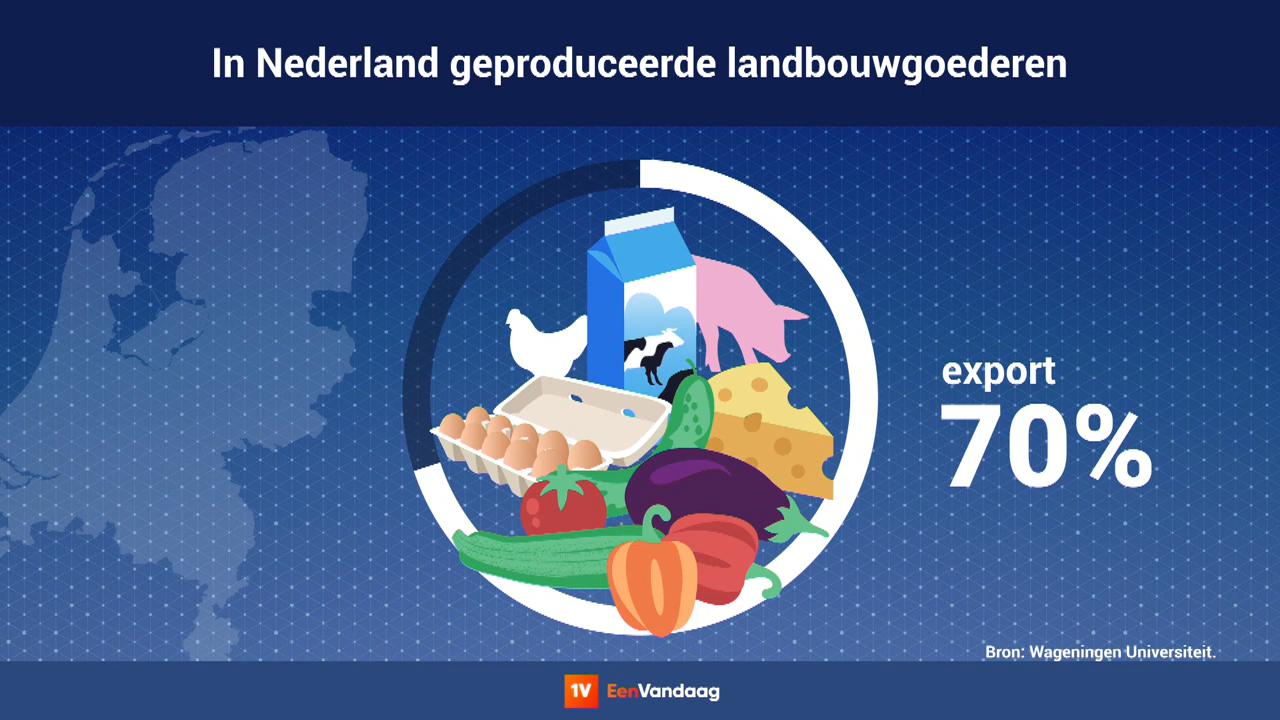 In Nederland geproduceerde landbouwgoederen
export
70%
Bron: Wageningen Universiteit.
1V EenVandaag